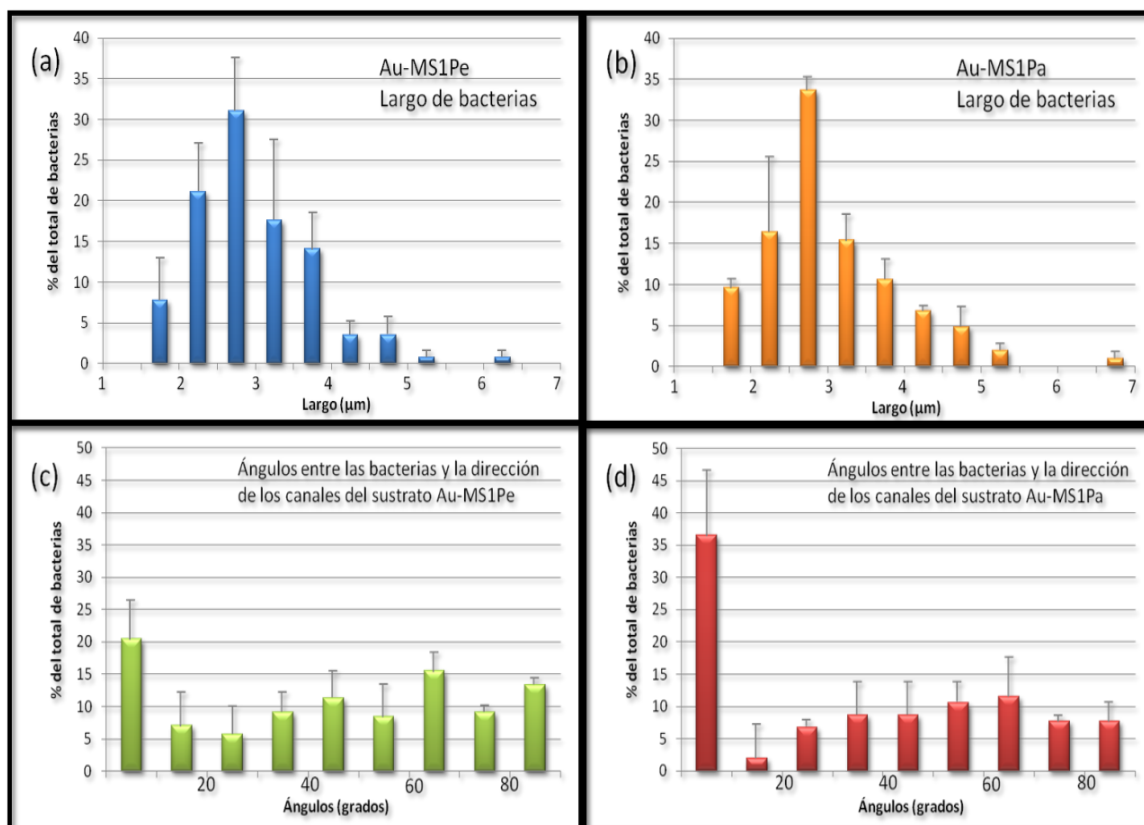 (a)
Au-MS1Pe
Largo de bacterias
% del total de bacterias
40
35
30
25
20
15
10
5
0
1 2 3 4 5 6 7
Largo (µm)
(b)
Au-MS1Pa
Largo de bacterias
% del total de bacterias
40
35
30
25
20
15
10
5
0
1 2 3 4 5 6 7
Largo (µm)
(c)
Ángulos entre las bacterias y la dirección
de los canales del sustrato Au-MS1Pe
% del total de bacterias
50
45
40
35
30
25
20
15
10
5
0
20 40 60 80
Ángulos (grados)
(d)
Ángulos entre las bacterias y la dirección
de los canales del sustrato Au-MS1Pa
% del total de bacterias
50
45
40
35
30
25
20
15
10
5
0
20 40 60 80
Ángulos (grados)